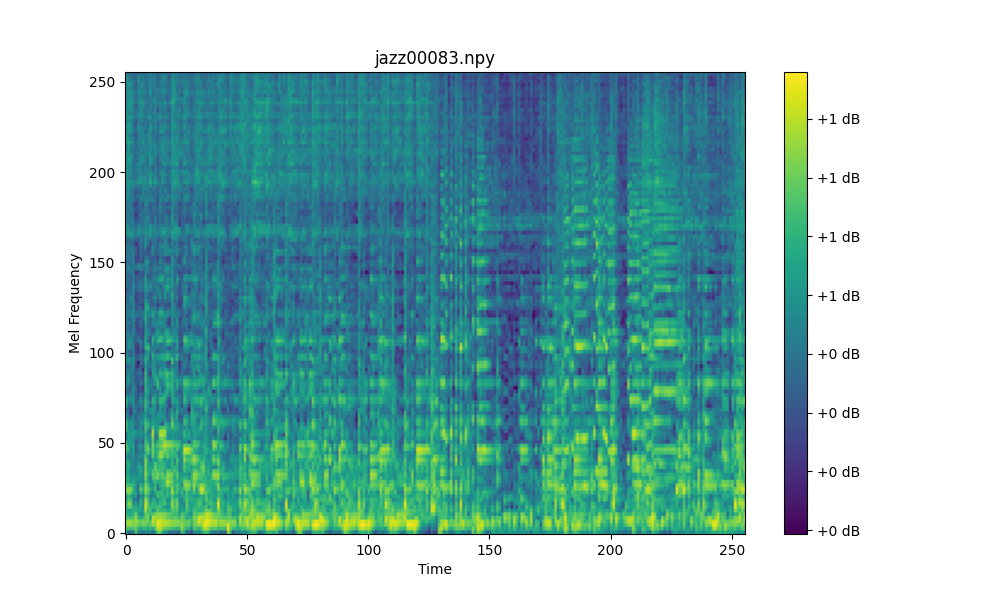 jazz00083.npy
Mel Frequency
250
200
150
100
50
0
0 50 100 150 200 250
Time
+1 dB
+1 dB
+1 dB
+1 dB
+0 dB
+0 dB
+0 dB
+0 dB